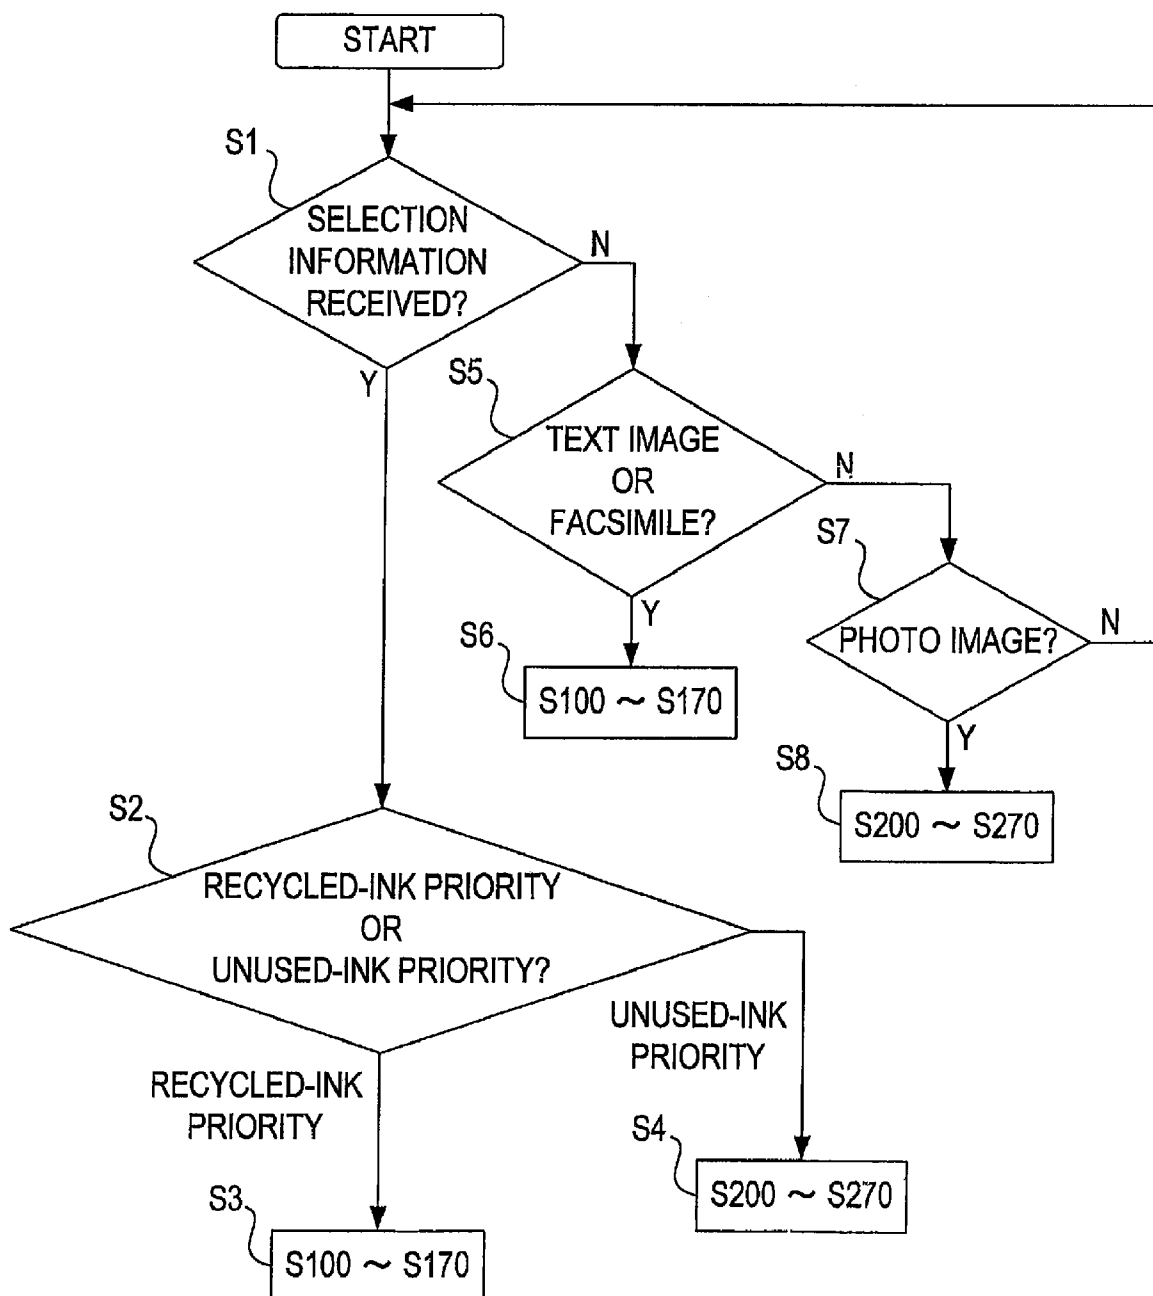 START
S1
SELECTION
INFORMATION
RECEIVED?
N
Y
S5
TEXT IMAGE
OR
FACSIMILE?
N
Y
S7
PHOTO IMAGE?
N
Y
S6
S100 ~ S170
S8
S200 ~ S270
S2
RECYCLED-INK PRIORITY
OR
UNUSED-INK PRIORITY?
UNUSED-INK
PRIORITY
RECYCLED-INK
PRIORITY
S4
S200 ~ S270
S3
S100 ~ S170